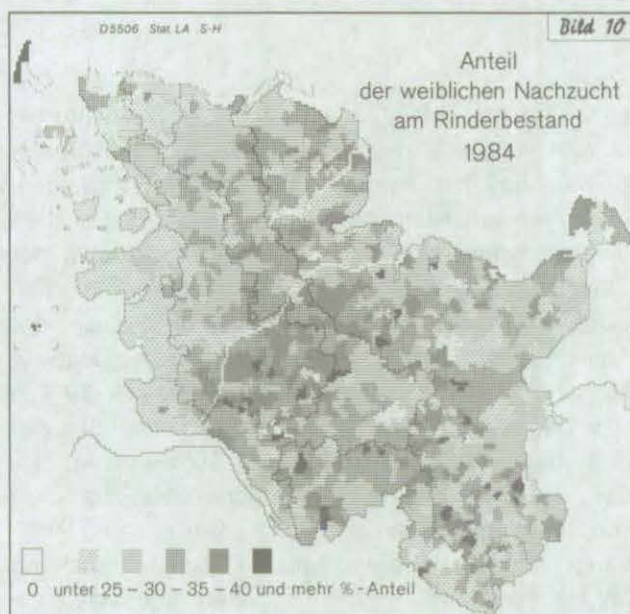 D5506 Stat LA S-H
Bild 10
Anteil
der weiblichen Nachzucht
am Rinderbestand
1984
0 unter 25 – 30 – 35 – 40 und mehr %-Anteil